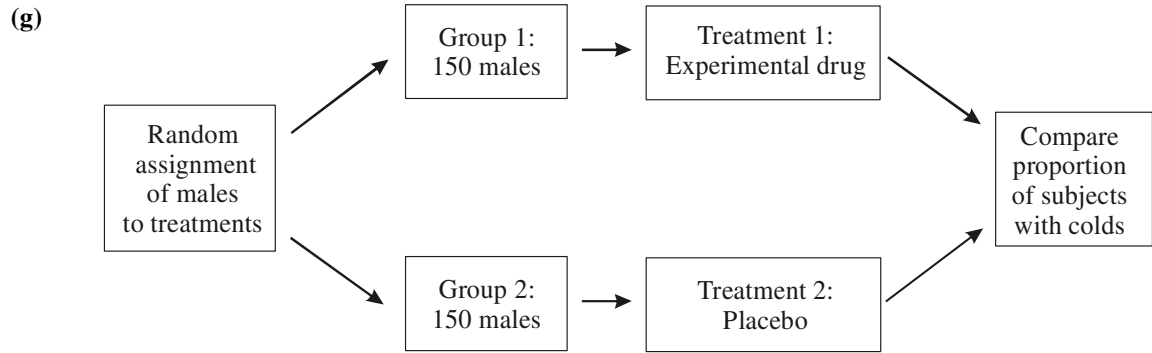 (g)
Group 1:
150 males
Treatment 1:
Experimental drug
Random
assignment
of males
to treatments
Compare
proportion
of subjects
with colds
Group 2:
150 males
Treatment 2:
Placebo